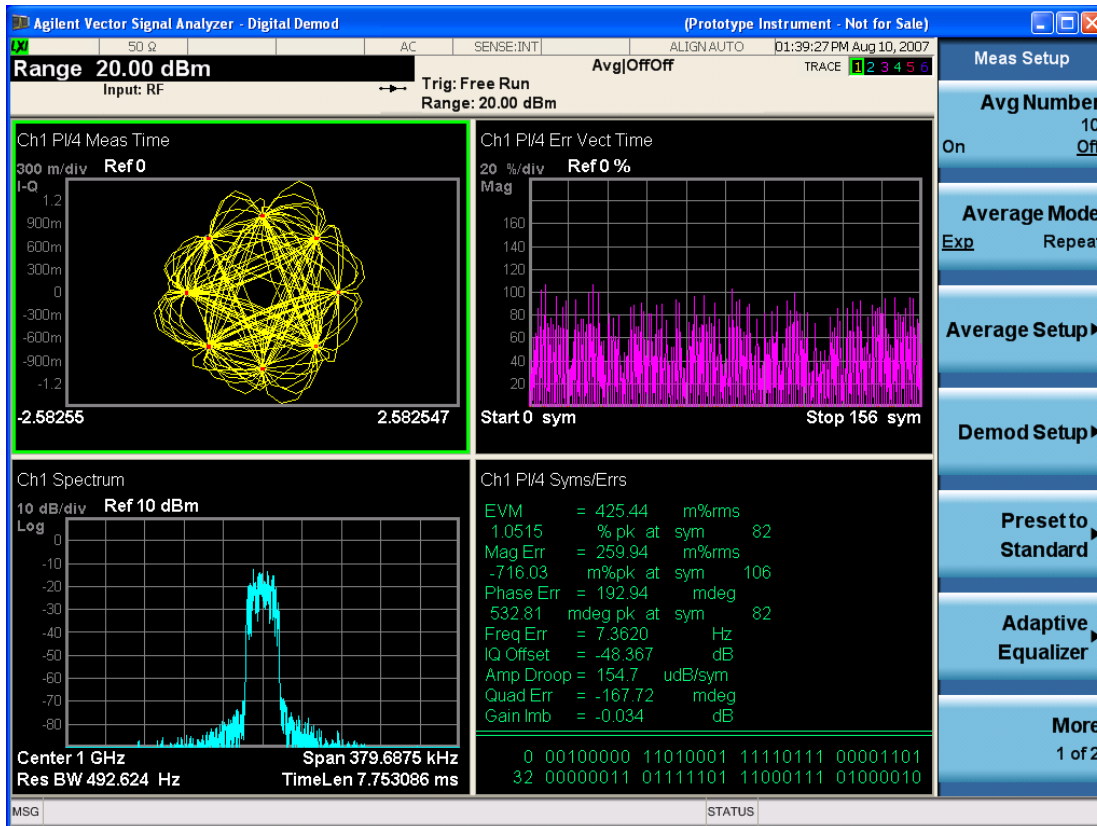 Agilent Vector Signal Analyzer - Digital Demod (Prototype Instrument - Not for Sale)
LXI 50 Ω AC SENSE:INT ALIGN AUTO 01:39:27 PM Aug 10, 2007
Range 20.00 dBm
Input: RF
Trig: Free Run
Range: 20.00 dBm
Avg|OffOff
TRACE 1 2 3 4 5 6
Ch1 PI/4 Meas Time
300 m/div Ref 0
I-Q
1.2
900m
600m
300m
0
-300m
-600m
-900m
-1.2
-2.58255 2.582547
Ch1 PI/4 Err Vect Time
20 %/div Ref 0 %
Mag
160
140
120
100
80
60
40
20
Start 0 sym Stop 156 sym
Ch1 Spectrum
10 dB/div Ref 10 dBm
Log
0
-10
-20
-30
-40
-50
-60
-70
-80
Center 1 GHz Span 379.6875 kHz
Res BW 492.624 Hz TimeLen 7.753086 ms
Ch1 PI/4 Syms/Errs
EVM = 425.44 m%rms
1.0515 % pk at sym 82
Mag Err = 259.94 m%rms
-716.03 m%pk at sym 106
Phase Err = 192.94 mdeg
532.81 mdeg pk at sym 82
Freq Err = 7.3620 Hz
IQ Offset = -48.367 dB
Amp Droop = 154.7 udB/sym
Quad Err = -167.72 mdeg
Gain Imb = -0.034 dB
0 00100000 11010001 11110111 00001101
32 00000011 01111101 11000111 01000010
Meas Setup
Avg Number
10
On Off
Average Mode
Exp Repeat
Average Setup
Demod Setup
Preset to
Standard
Adaptive
Equalizer
More
1 of 2
MSG STATUS